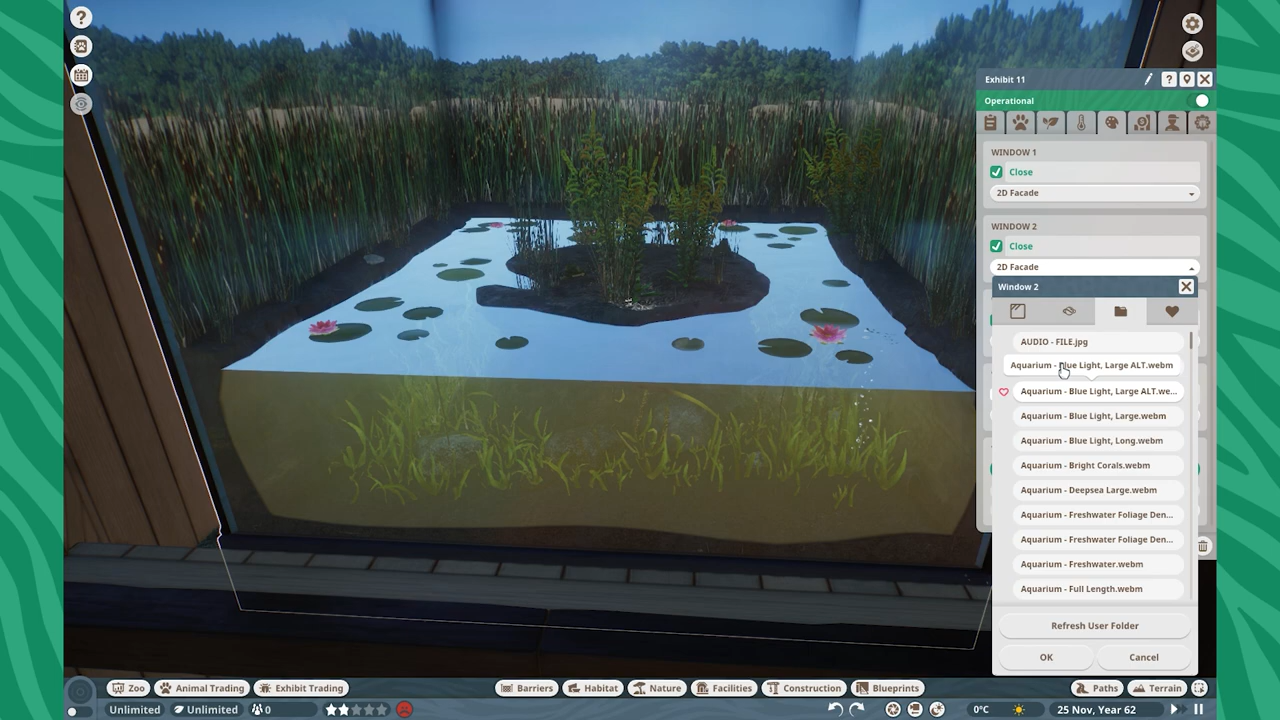 Exhibit 11
Operational
WINDOW 1
Close
2D Facade
WINDOW 2
Close
2D Facade
Window 2
AUDIO - FILE.jpg
Aquarium - Blue Light, Large ALT.webm
Aquarium - Blue Light, Large ALT.we...
Aquarium - Blue Light, Large.webm
Aquarium - Blue Light, Long.webm
Aquarium - Bright Corals.webm
Aquarium - Deepsea Large.webm
Aquarium - Freshwater Foliage Den...
Aquarium - Freshwater Foliage Den...
Aquarium - Freshwater.webm
Aquarium - Full Length.webm
Refresh User Folder
OK Cancel
Zoo Animal Trading Exhibit Trading Barriers Habitat Nature Facilities Construction Blueprints Paths Terrain
Unlimited Unlimited 0 0°C 25 Nov, Year 62